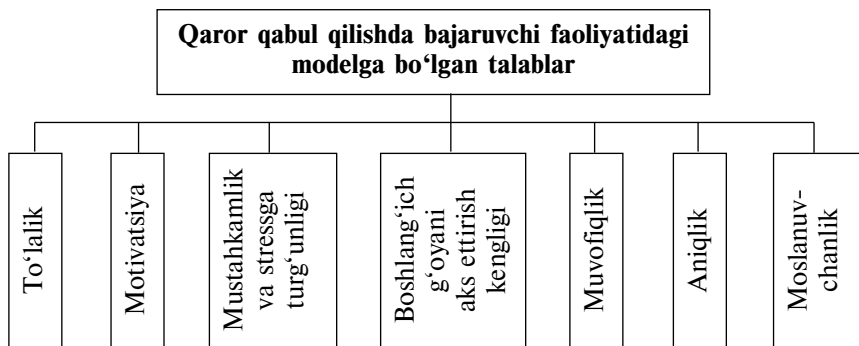 Qaror qabul qilishda bajaruvchi faoliyatidagi
modelga bo‘lgan talablar
To‘lalik
Motivatsiya
Mustahkamlik
va stressga
turg‘unligi
Boshlang‘ich
g‘oyani
aks ettirish
kengligi
Muvofiqlik
Aniqlik
Moslanuv-
chanlik